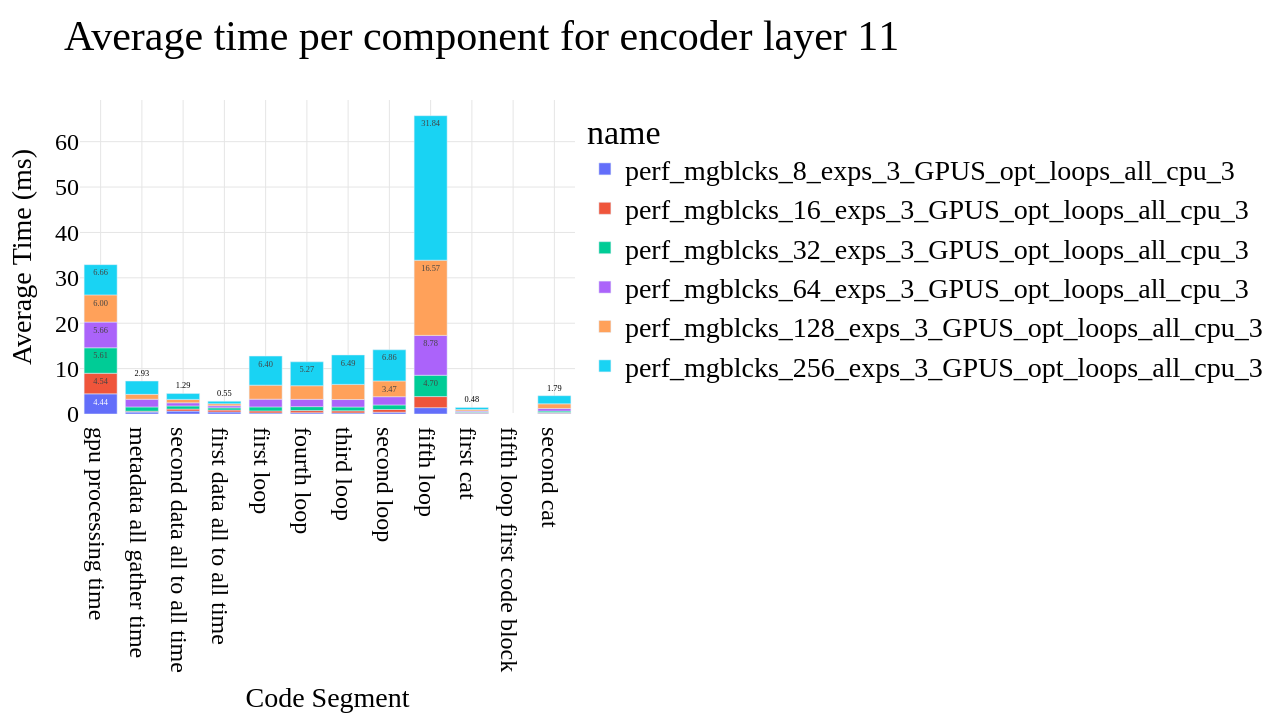 Average time per component for encoder layer 11
Average Time (ms)
60
50
40
30
20
10
0
6.66
6.00
5.66
5.61
4.54
4.44
2.93
1.29
0.55
6.40
5.27
6.49
6.86
3.47
31.84
16.57
8.78
4.70
0.48
1.79
gpu processing time
metadata all gather time
second data all to all time
first data all to all time
first loop
fourth loop
third loop
second loop
fifth loop
first cat
fifth loop first code block
second cat
Code Segment
name
perf_mgblcks_8_exps_3_GPUS_opt_loops_all_cpu_3
perf_mgblcks_16_exps_3_GPUS_opt_loops_all_cpu_3
perf_mgblcks_32_exps_3_GPUS_opt_loops_all_cpu_3
perf_mgblcks_64_exps_3_GPUS_opt_loops_all_cpu_3
perf_mgblcks_128_exps_3_GPUS_opt_loops_all_cpu_3
perf_mgblcks_256_exps_3_GPUS_opt_loops_all_cpu_3